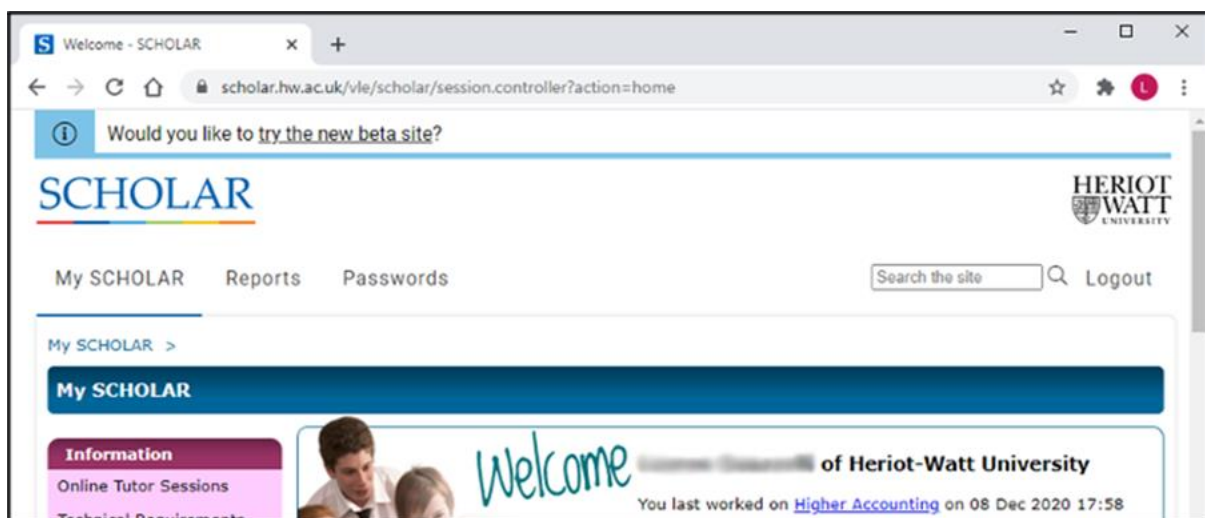 Welcome - SCHOLAR
scholar.hw.ac.uk/vle/scholar/session.controller?action=home
L
Would you like to try the new beta site?
SCHOLAR
HERIOT
WATT
UNIVERSITY
My SCHOLAR Reports Passwords Search the site Logout
My SCHOLAR >
My SCHOLAR
Information
Online Tutor Sessions
Technical Requirements
Welcome of Heriot-Watt University
You last worked on Higher Accounting on 08 Dec 2020 17:58